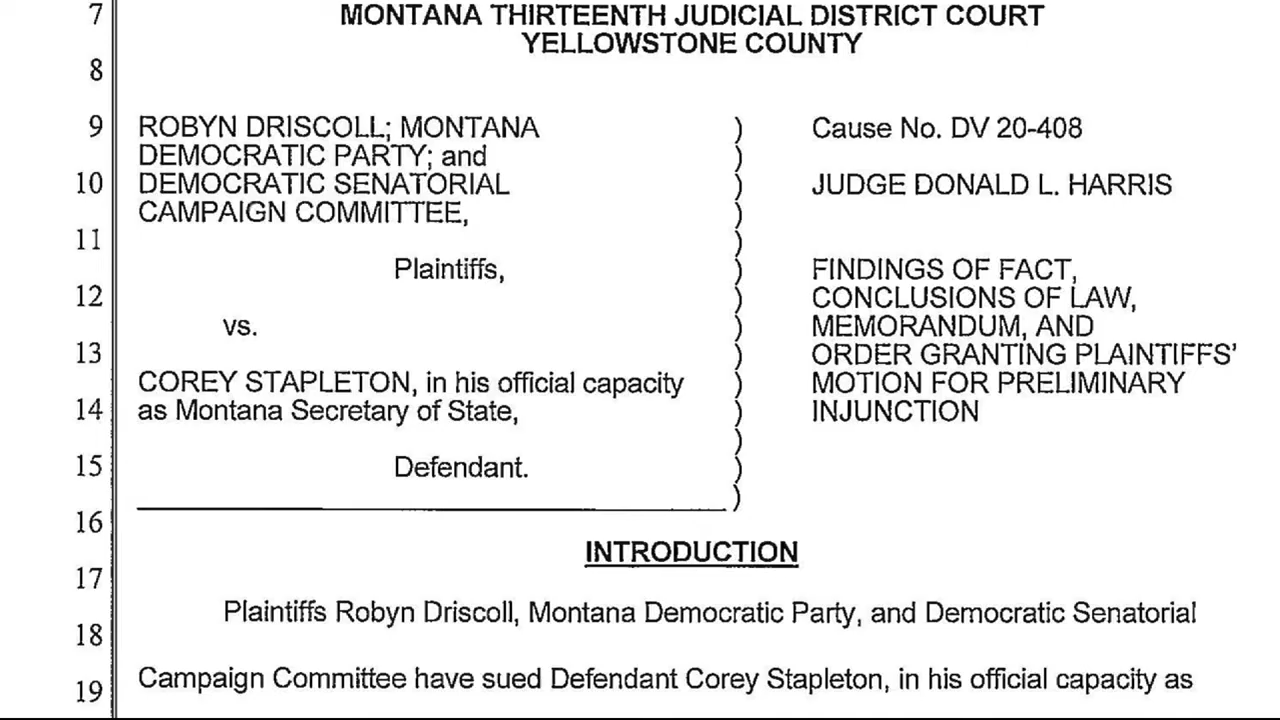 7 MONTANA THIRTEENTH JUDICIAL DISTRICT COURT
YELLOWSTONE COUNTY
8
9 ROBYN DRISCOLL; MONTANA ) Cause No. DV 20-408
DEMOCRATIC PARTY; and )
10 DEMOCRATIC SENATORIAL ) JUDGE DONALD L. HARRIS
CAMPAIGN COMMITTEE, )
11 )
Plaintiffs, ) FINDINGS OF FACT,
12 ) CONCLUSIONS OF LAW,
vs. ) MEMORANDUM, AND
13 ) ORDER GRANTING PLAINTIFFS'
COREY STAPLETON, in his official capacity ) MOTION FOR PRELIMINARY
14 as Montana Secretary of State, ) INJUNCTION
)
15 Defendant. )
)
16
INTRODUCTION
17
Plaintiffs Robyn Driscoll, Montana Democratic Party, and Democratic Senatorial
18
19 Campaign Committee have sued Defendant Corey Stapleton, in his official capacity as